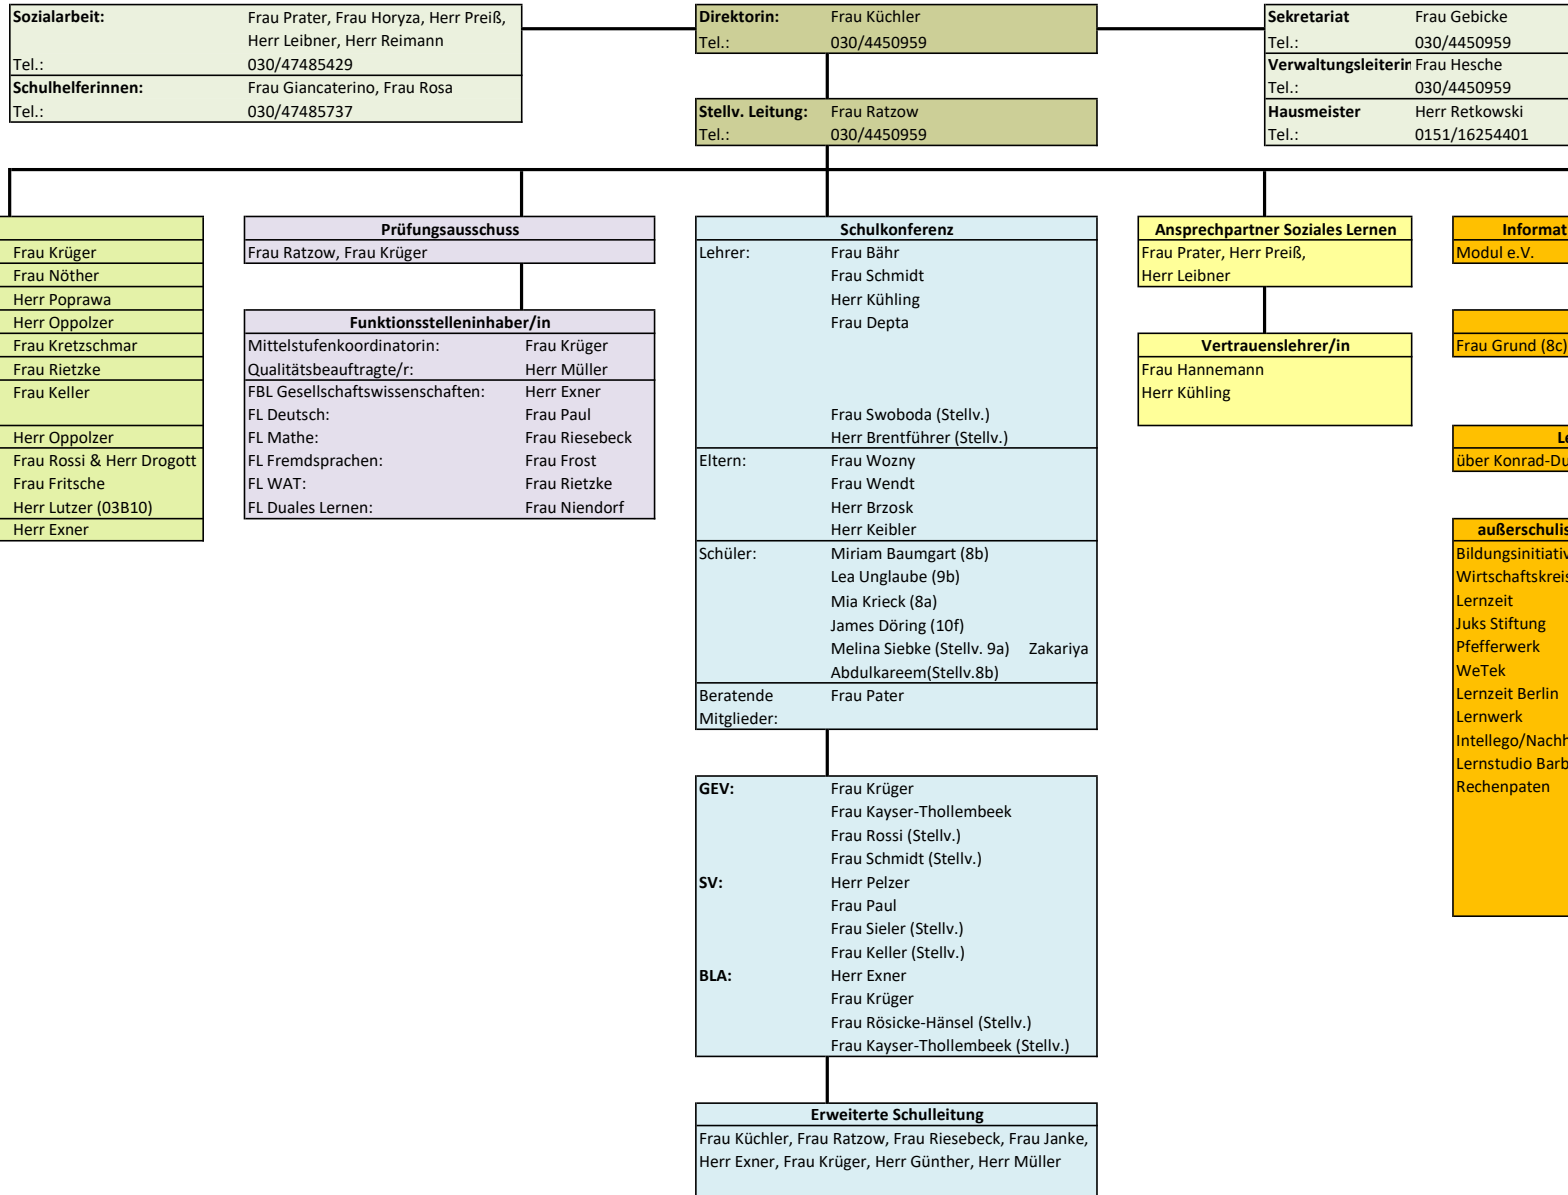 Sozialarbeit: Frau Prater, Frau Horyza, Herr Preiß,
Herr Leibner, Herr Reimann
Tel.: 030/47485429
Schulhelferinnen: Frau Giancaterino, Frau Rosa
Tel.: 030/47485737
Direktorin: Frau Küchler
Tel.: 030/4450959
Stellv. Leitung: Frau Ratzow
Tel.: 030/4450959
Sekretariat Frau Gebicke
Tel.: 030/4450959
Verwaltungsleiterin Frau Hesche
Tel.: 030/4450959
Hausmeister Herr Retkowski
Tel.: 0151/16254401
Frau Krüger
Frau Nöther
Herr Poprawa
Herr Oppolzer
Frau Kretzschmar
Frau Rietzke
Frau Keller
Herr Oppolzer
Frau Rossi & Herr Drogott
Frau Fritsche
Herr Lutzer (03B10)
Herr Exner
Prüfungsausschuss
Frau Ratzow, Frau Krüger
Funktionsstelleninhaber/in
Mittelstufenkoordinatorin: Frau Krüger
Qualitätsbeauftragte/r: Herr Müller
FBL Gesellschaftswissenschaften: Herr Exner
FL Deutsch: Frau Paul
FL Mathe: Frau Riesebeck
FL Fremdsprachen: Frau Frost
FL WAT: Frau Rietzke
FL Duales Lernen: Frau Niendorf
Schulkonferenz
Lehrer: Frau Bähr
Frau Schmidt
Herr Kühling
Frau Depta
Frau Swoboda (Stellv.)
Herr Brentführer (Stellv.)
Eltern: Frau Wozny
Frau Wendt
Herr Brzosk
Herr Keibler
Schüler: Miriam Baumgart (8b)
Lea Unglaube (9b)
Mia Krieck (8a)
James Döring (10f)
Melina Siebke (Stellv. 9a) Zakariya
Abdulkareem(Stellv.8b)
Beratende Frau Pater
Mitglieder:
GEV: Frau Krüger
Frau Kayser-Thollembeek
Frau Rossi (Stellv.)
Frau Schmidt (Stellv.)
SV: Herr Pelzer
Frau Paul
Frau Sieler (Stellv.)
Frau Keller (Stellv.)
BLA: Herr Exner
Frau Krüger
Frau Rösicke-Hänsel (Stellv.)
Frau Kayser-Thollembeek (Stellv.)
Erweiterte Schulleitung
Frau Küchler, Frau Ratzow, Frau Riesebeck, Frau Janke,
Herr Exner, Frau Krüger, Herr Günther, Herr Müller
Ansprechpartner Soziales Lernen
Frau Prater, Herr Preiß,
Herr Leibner
Vertrauenslehrer/in
Frau Hannemann
Herr Kühling
Informat
Modul e.V.
Frau Grund (8c)
Le
über Konrad-Du
außerschulis
Bildungsinitiativ
Wirtschaftskreis
Lernzeit
Juks Stiftung
Pfefferwerk
WeTek
Lernzeit Berlin
Lernwerk
Intellego/Nachh
Lernstudio Barb
Rechenpaten